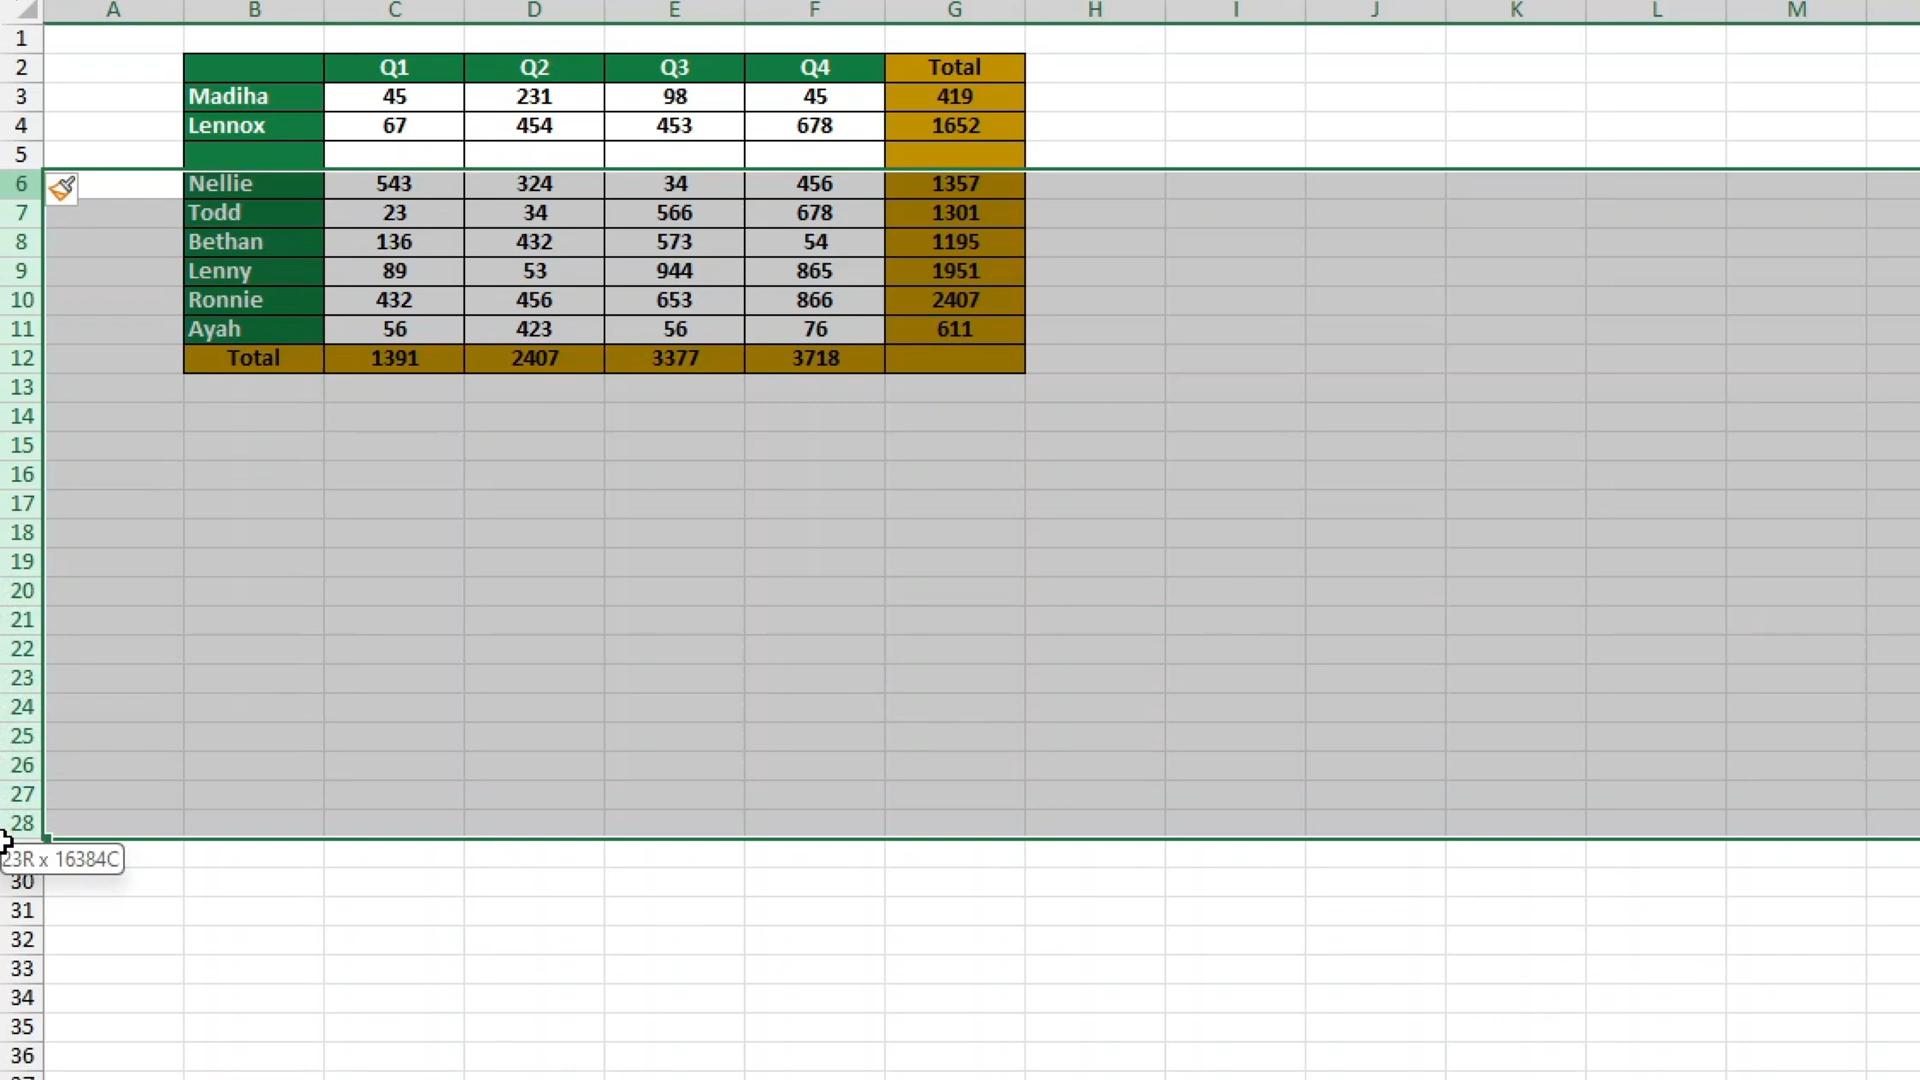 A B C D E F G H I J K L M
1
2 Q1 Q2 Q3 Q4 Total
3 Madiha 45 231 98 45 419
4 Lennox 67 454 453 678 1652
5
6 Nellie 543 324 34 456 1357
7 Todd 23 34 566 678 1301
8 Bethan 136 432 573 54 1195
9 Lenny 89 53 944 865 1951
10 Ronnie 432 456 653 866 2407
11 Ayah 56 423 56 76 611
12 Total 1391 2407 3377 3718
13
14
15
16
17
18
19
20
21
22
23
24
25
26
27
28
23R x 16384C
30
31
32
33
34
35
36